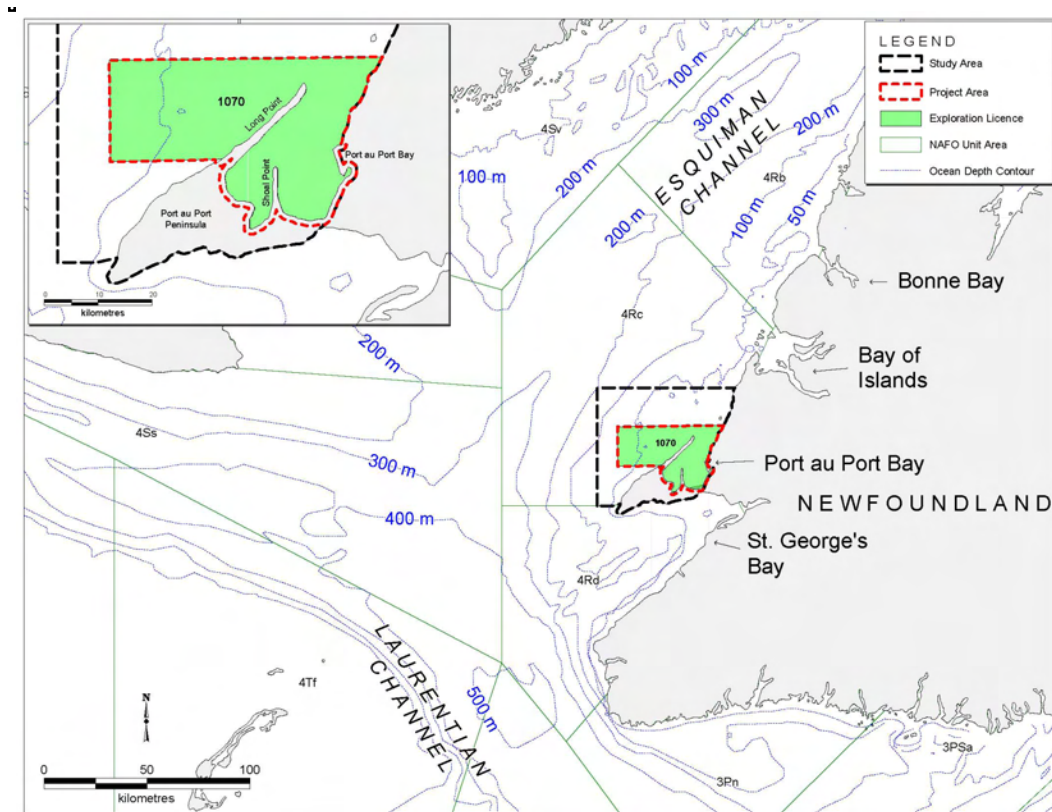 1070
Long Point
Shoal Point
Port au Port Bay
Port au Port
Peninsula
0 10 20
kilometres
LEGEND
Study Area
Project Area
Exploration Licence
NAFO Unit Area
Ocean Depth Contour
100 m
300 m
200 m
4Sv
ESQUIMAN
CHANNEL
4Rb
100 m
200 m
200 m
100 m
50 m
Bonne Bay
4Rc
200 m
Bay of
Islands
4Ss
300 m
1070
Port au Port Bay
400 m
NEWFOUNDLAND
St. George's
Bay
4Rd
LAURENTIAN
CHANNEL
4Tf
500 m
N
3PSa
3Pn
0 50 100
kilometres